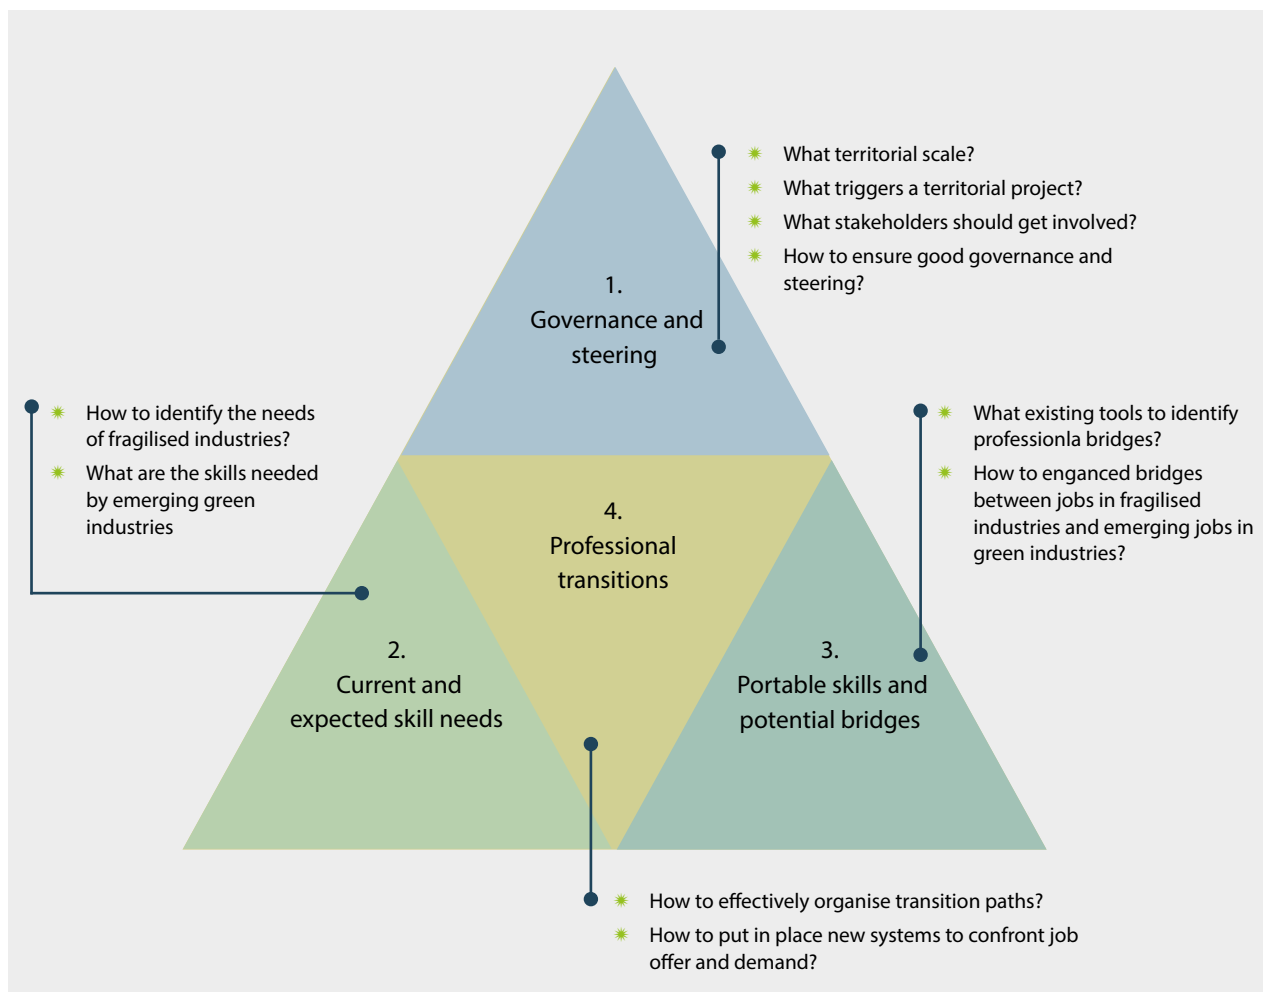 What territorial scale?
What triggers a territorial project?
What stakeholders should get involved?
How to ensure good governance and
steering?
1.
Governance and
steering
How to identify the needs
of fragilised industries?
What are the skills needed
by emerging green
industries
What existing tools to identify
professionla bridges?
How to enganced bridges
between jobs in fragilised
industries and emerging jobs in
green industries?
4.
Professional
transitions
2.
Current and
expected skill needs
3.
Portable skills and
potential bridges
How to effectively organise transition paths?
How to put in place new systems to confront job
offer and demand?